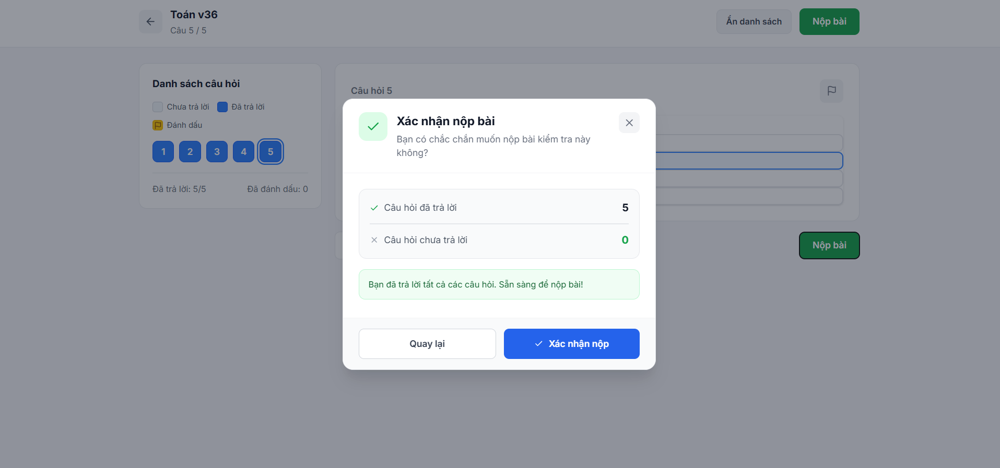 Toán v36
Câu 5 / 5
Ẩn danh sách
Nộp bài
Danh sách câu hỏi
Chưa trả lời
Đã trả lời
Đánh dấu
1 2 3 4 5
Đã trả lời: 5/5
Đã đánh dấu: 0
Câu hỏi 5
Xác nhận nộp bài
Bạn có chắc chắn muốn nộp bài kiểm tra này
không?
Câu hỏi đã trả lời 5
Câu hỏi chưa trả lời 0
Bạn đã trả lời tất cả các câu hỏi. Sẵn sàng để nộp bài!
Quay lại
Xác nhận nộp
Nộp bài